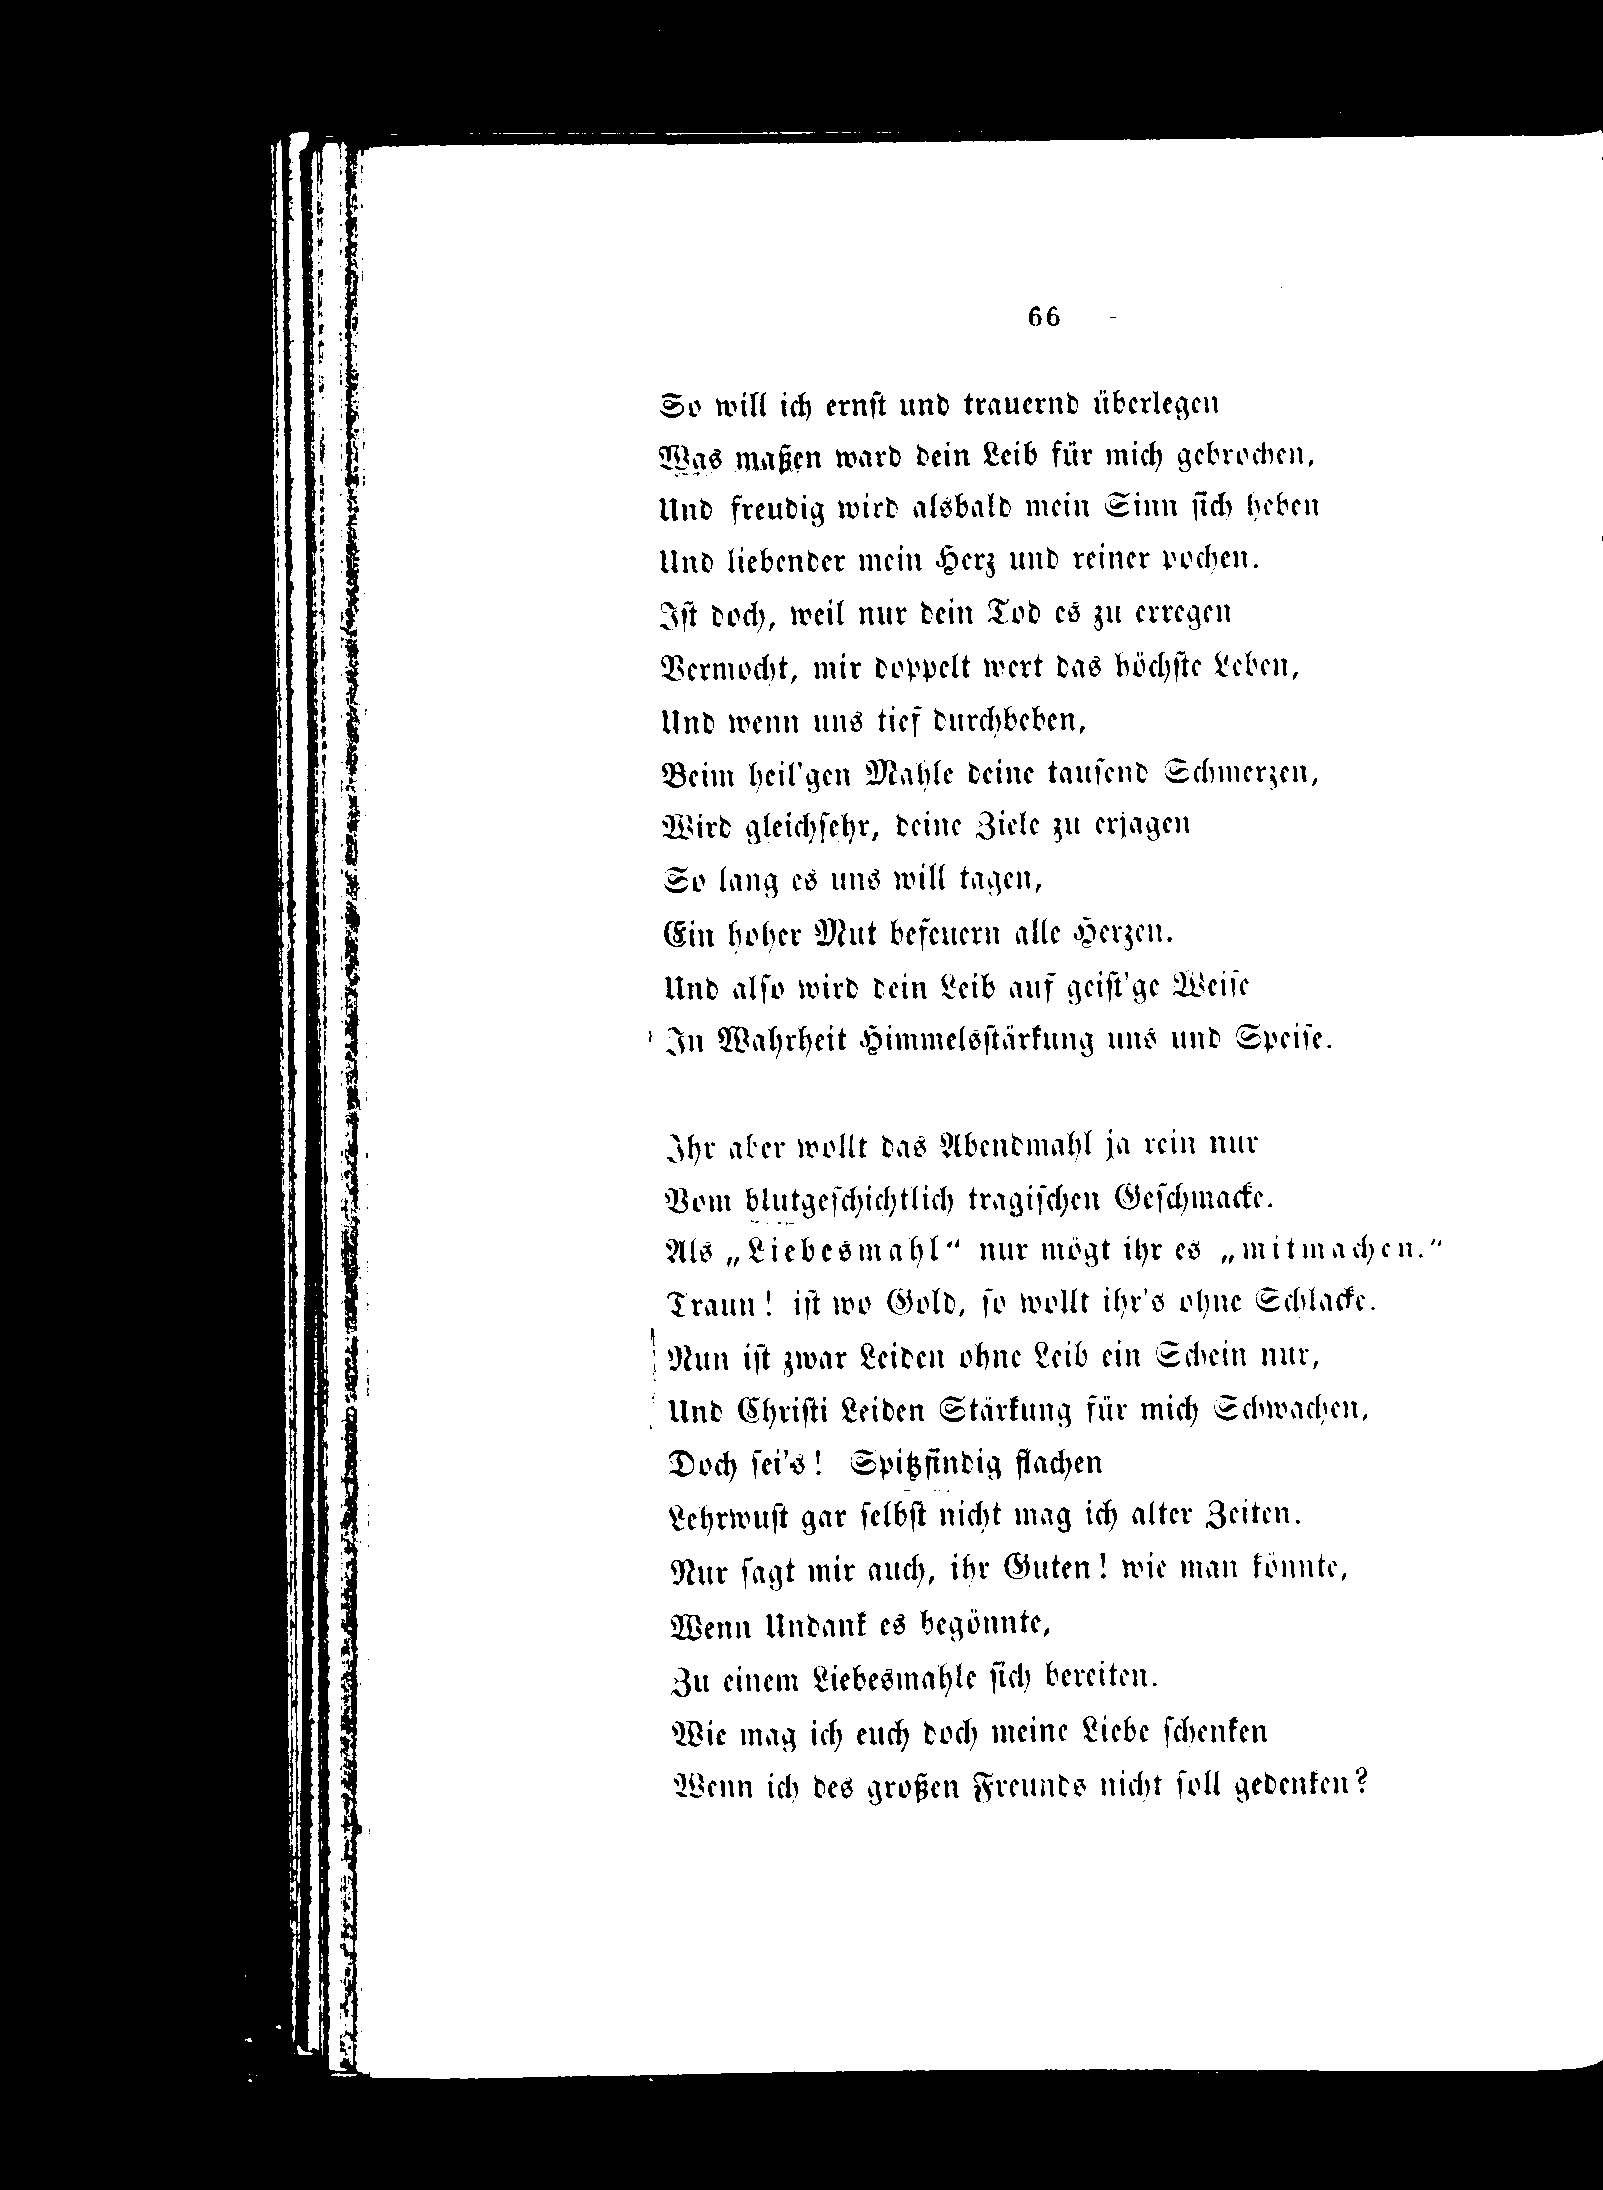 66 -
So will ich ernst und trauernd überlegen
Was maßen ward dein Leib für mich gebrochen,
Und freudig wird alsbald mein Sinn sich heben
Und liebender mein Herz und reiner pochen.
Ist doch, weil nur dein Tod es zu erregen
Vermocht, mir doppelt wert das höchste Leben,
Und wenn uns tief durchbeben,
Beim heil'gen Mahle deine tausend Schmerzen,
Wird gleichsehr, deine Ziele zu erjagen
So lang es uns will tagen,
Ein hoher Mut befeuern alle Herzen.
Und also wird dein Leib auf geist'ge Weise
In Wahrheit Himmelsstärkung uns und Speise.
Ihr aber wollt das Abendmahl ja rein nur
Vom blutgeschichtlich tragischen Geschmacke.
Als „Liebesmahl“ nur mögt ihr es „mitmachen.“
Traun! ist wo Gold, so wollt ihr's ohne Schlacke.
Nun ist zwar Leiden ohne Leib ein Schein nur,
Und Christi Leiden Stärkung für mich Schwachen,
Doch sei's! Spitzfindig flachen
Lehrwust gar selbst nicht mag ich alter Zeiten.
Nur sagt mir auch, ihr Guten! wie man könnte,
Wenn Undank es begönnte,
Zu einem Liebesmahle sich bereiten.
Wie mag ich euch doch meine Liebe schenken
Wenn ich des großen Freunds nicht soll gedenken?